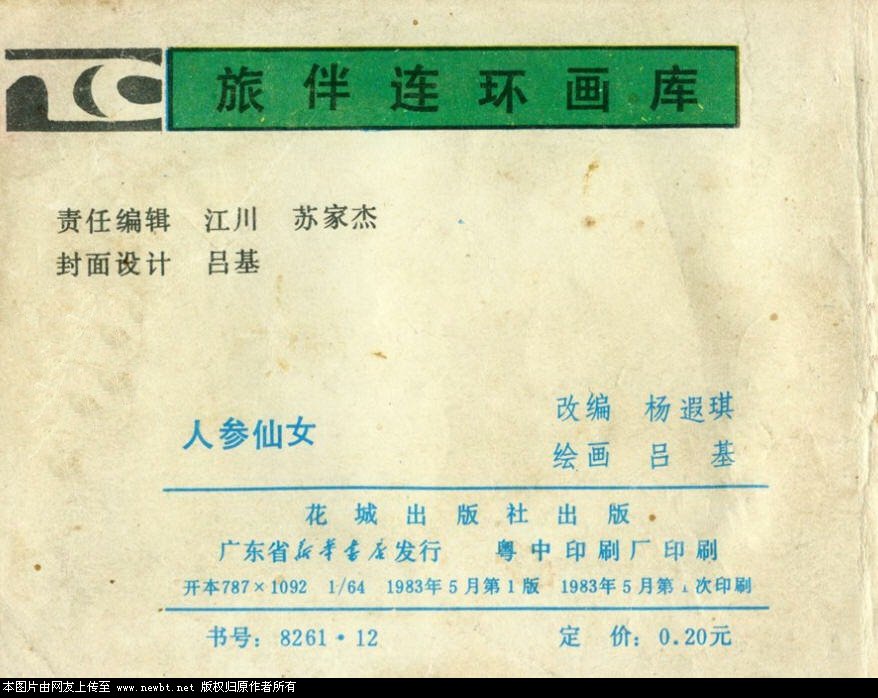 旅伴连环画库
责任编辑 江川 苏家杰
封面设计 吕基
人参仙女
改编 杨遐琪
绘画 吕 基
花城出版社出版
广东省新华书店发行 粤中印刷厂印刷
开本787×1092 1/64 1983年5月第1版 1983年5月第1次印刷
书号：8261·12 定 价：0.20元
本图片由网友上传至 www.newbt.net 版权归原作者所有